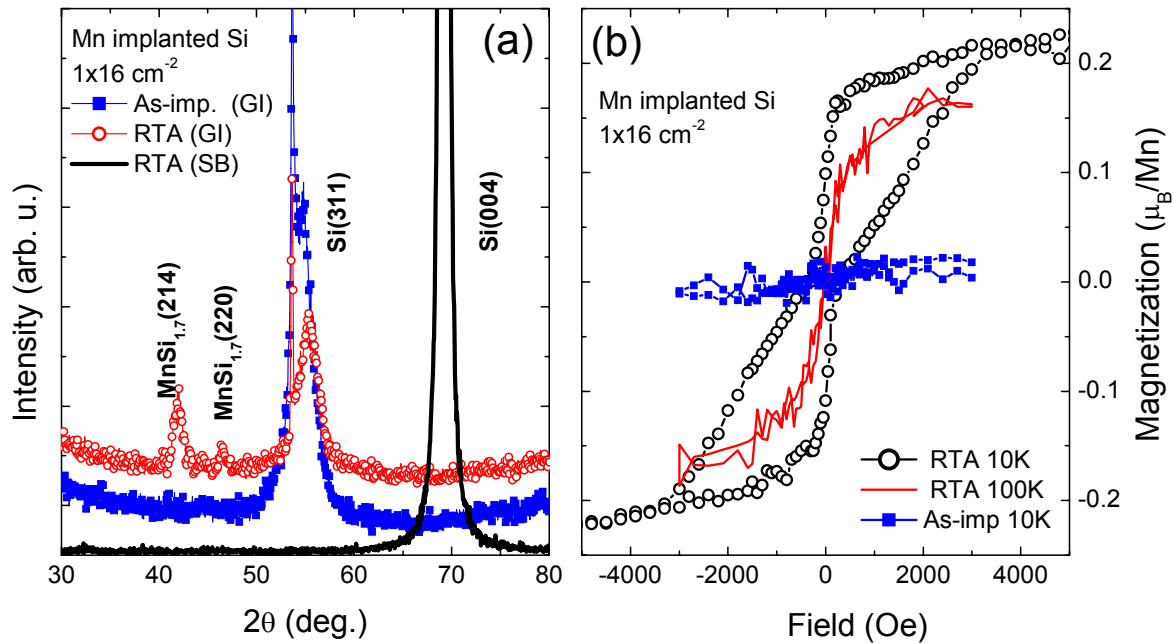 (a)
Mn implanted Si
1x16 cm⁻²
As-imp. (GI)
RTA (GI)
RTA (SB)
MnSi₁.₇(214)
MnSi₁.₇(220)
Si(311)
Si(004)
Intensity (arb. u.)
30 40 50 60 70 80
2θ (deg.)
(b)
Mn implanted Si
1x16 cm⁻²
RTA 10K
RTA 100K
As-imp 10K
0.2
0.1
0.0
-0.1
-0.2
Magnetization (μ_B/Mn)
-4000 -2000 0 2000 4000
Field (Oe)